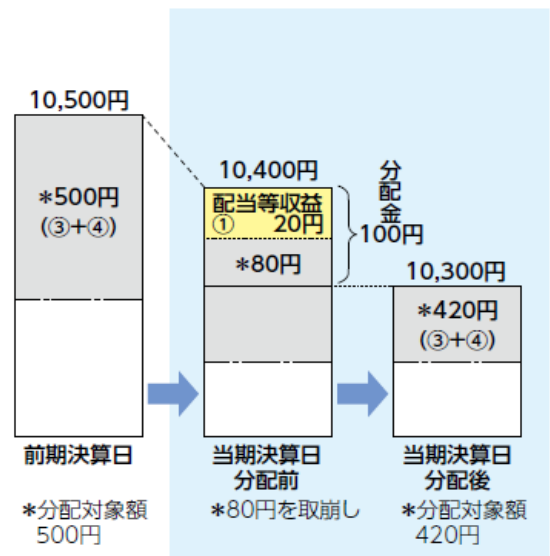 10,500円
*500円
(③+④)
前期決算日
*分配対象額
500円
10,400円
配当等収益
① 20円
*80円
分配金
100円
当期決算日
分配前
*80円を取崩し
10,300円
*420円
(③+④)
当期決算日
分配後
*分配対象額
420円